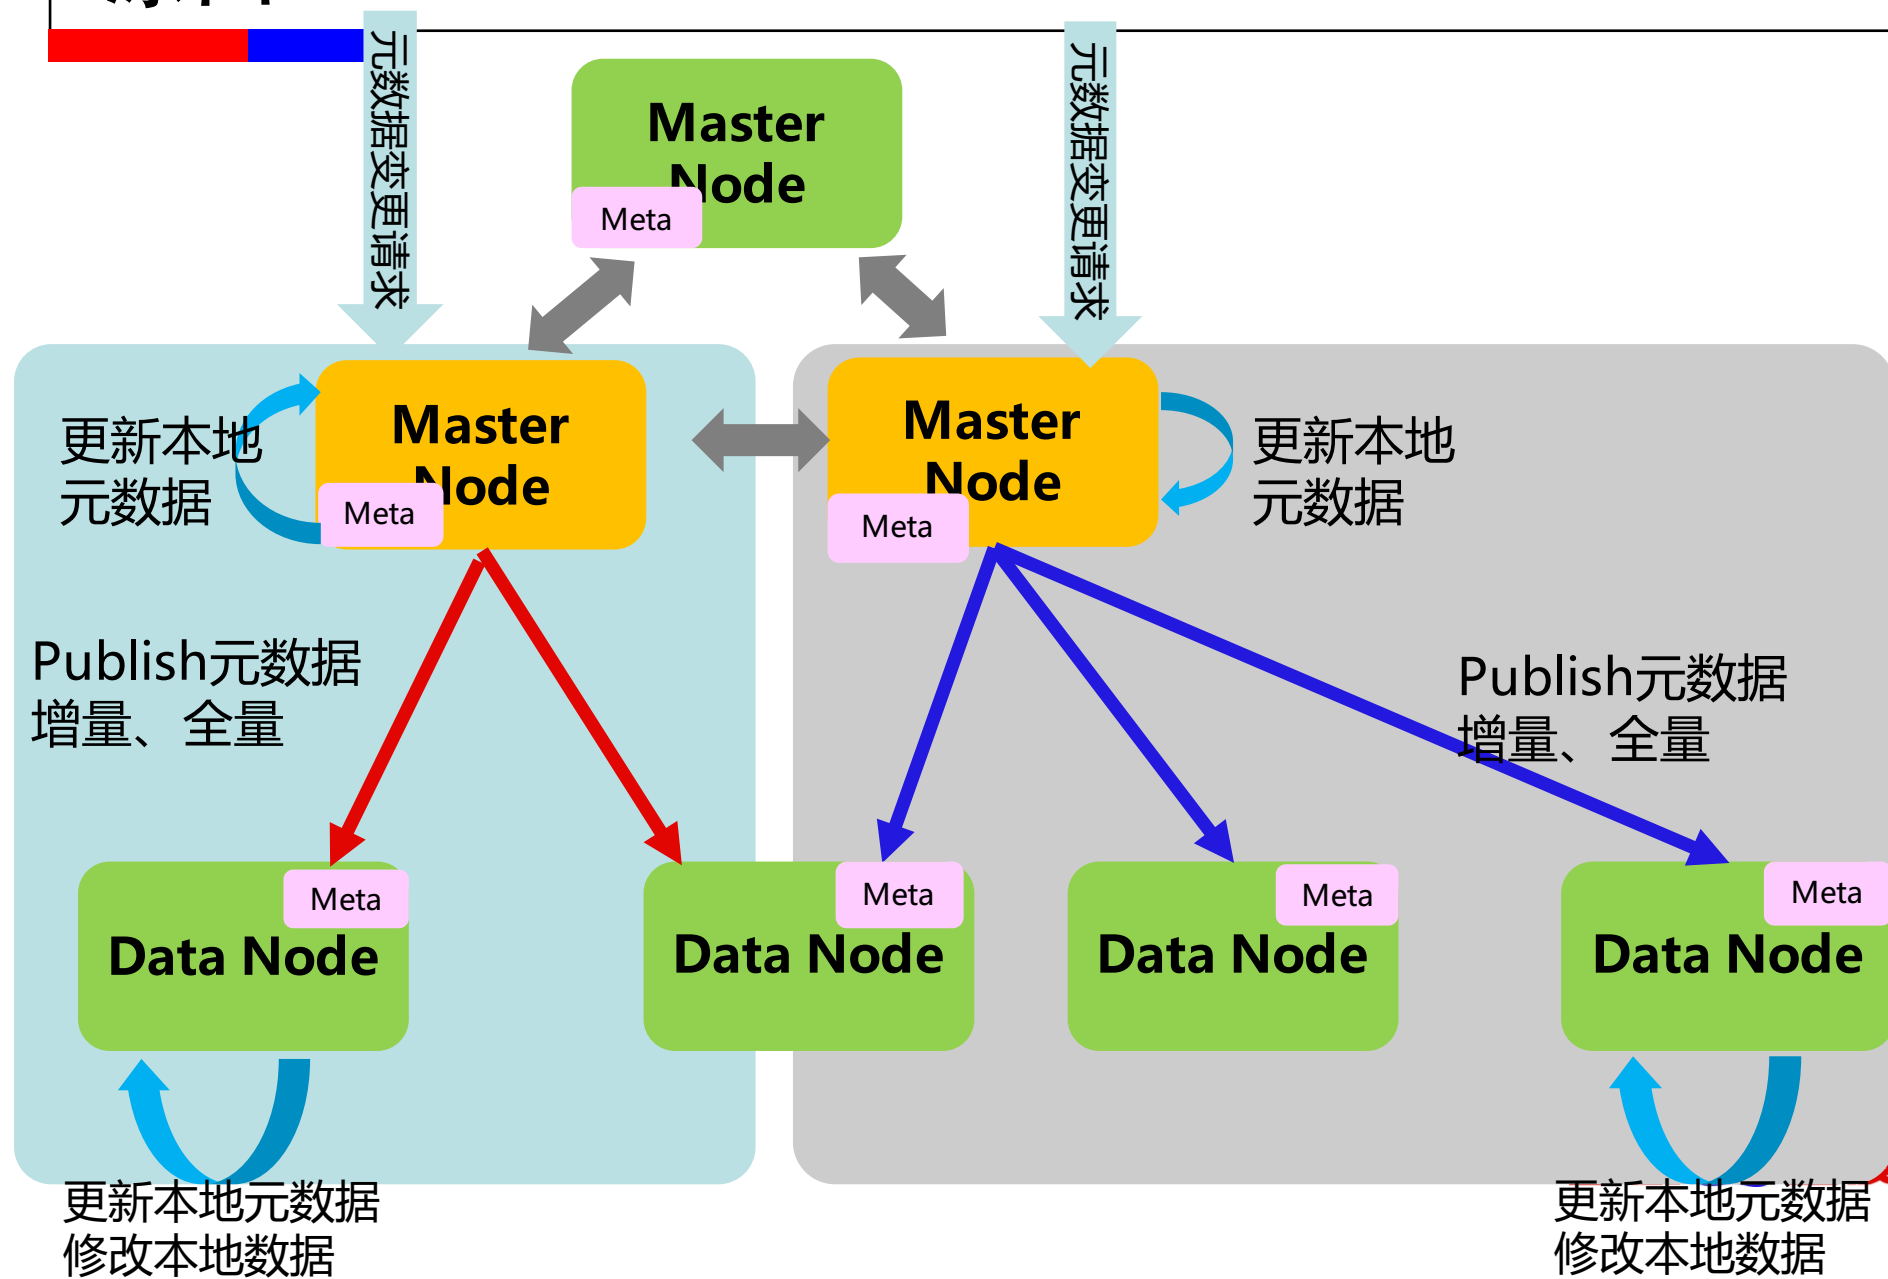 元数据变更请求
元数据变更请求
Master
Node
Meta
更新本地
元数据
Master
Node
Meta
Master
Node
Meta
更新本地
元数据
Publish元数据
增量、全量
Publish元数据
增量、全量
Meta
Data Node
Meta
Data Node
Meta
Data Node
Meta
Data Node
更新本地元数据
修改本地数据
更新本地元数据
修改本地数据